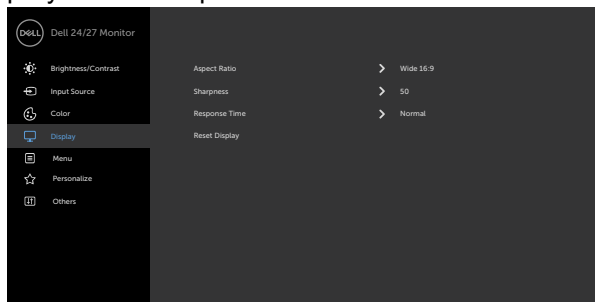 DELL Dell 24/27 Monitor
Brightness/Contrast Aspect Ratio Wide 16:9
Input Source Sharpness 50
Color Response Time Normal
Display Reset Display
Menu
Personalize
Others